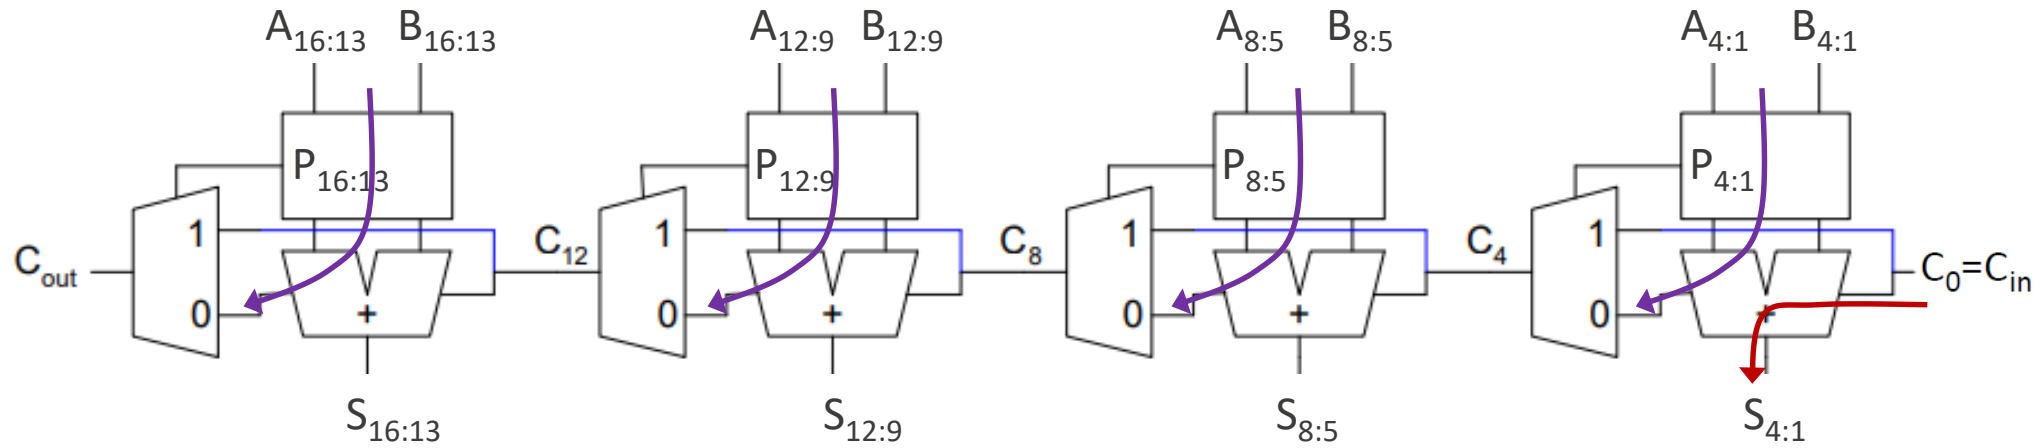 A16:13 B16:13 A12:9 B12:9 A8:5 B8:5 A4:1 B4:1
P16:13 P12:9 P8:5 P4:1
1 1 1 1
Cout C12 C8 C4 C0=Cin
0 + 0 + 0 + 0 +
S16:13 S12:9 S8:5 S4:1